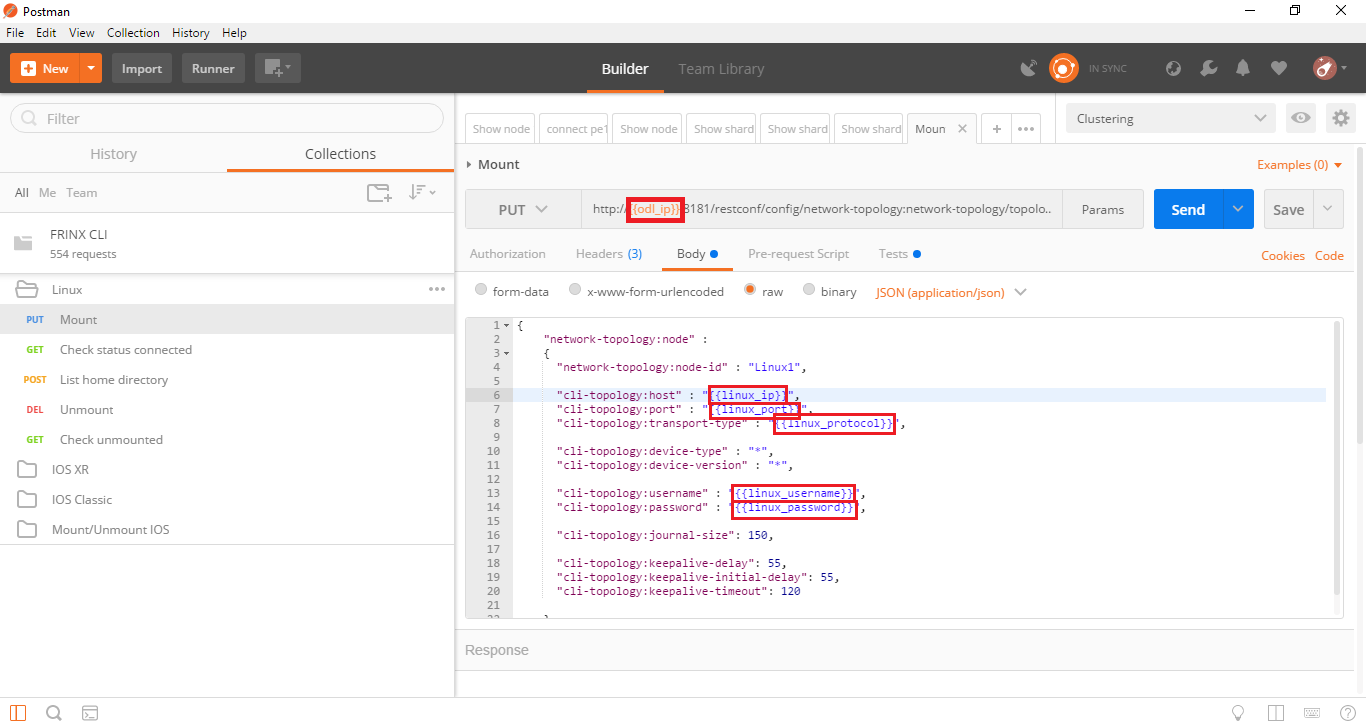 Postman
File Edit View Collection History Help
New Import Runner Builder Team Library IN SYNC
Filter
History Collections
All Me Team
FRINX CLI
554 requests
Linux
PUT Mount
GET Check status connected
POST List home directory
DEL Unmount
GET Check unmounted
IOS XR
IOS Classic
Mount/Unmount IOS
Show node connect pe1 Show node Show shard Show shard Show shard Moun
Clustering
Mount Examples (0)
PUT http://{{odl_ip}}:8181/restconf/config/network-topology:network-topology/topolo.. Params Send Save
Authorization Headers (3) Body Pre-request Script Tests Cookies Code
form-data x-www-form-urlencoded raw binary JSON (application/json)
1 {
2 "network-topology:node" :
3 {
4 "network-topology:node-id" : "Linux1",
5
6 "cli-topology:host" : "{{linux_ip}}",
7 "cli-topology:port" : "{{linux_port}}",
8 "cli-topology:transport-type" : "{{linux_protocol}}",
9
10 "cli-topology:device-type" : "*",
11 "cli-topology:device-version" : "*",
12
13 "cli-topology:username" : "{{linux_username}}",
14 "cli-topology:password" : "{{linux_password}}",
15
16 "cli-topology:journal-size": 150,
17
18 "cli-topology:keepalive-delay": 55,
19 "cli-topology:keepalive-initial-delay": 55,
20 "cli-topology:keepalive-timeout": 120
21
Response